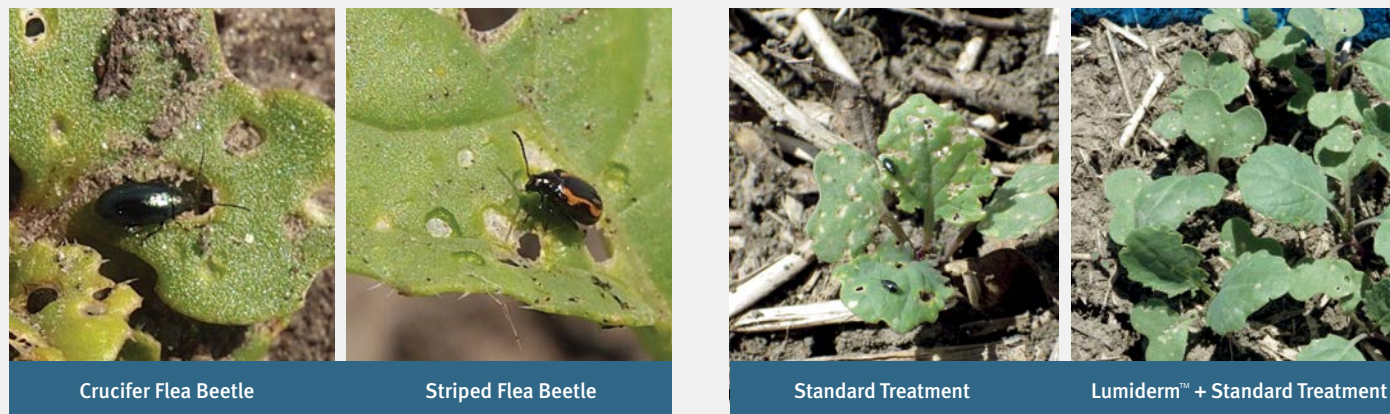 Crucifer Flea Beetle
Striped Flea Beetle
Standard Treatment
Lumiderm™ + Standard Treatment